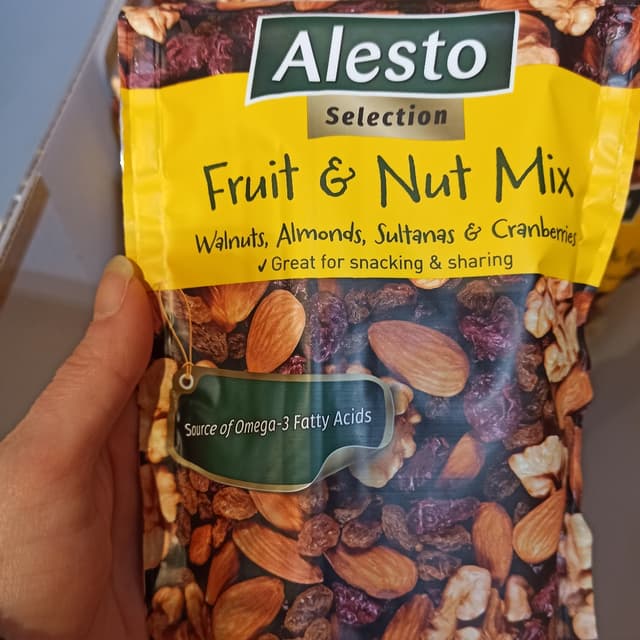 Alesto
Selection
Fruit & Nut Mix
Walnuts, Almonds, Sultanas & Cranberries
✓ Great for snacking & sharing
Source of Omega-3 Fatty Acids